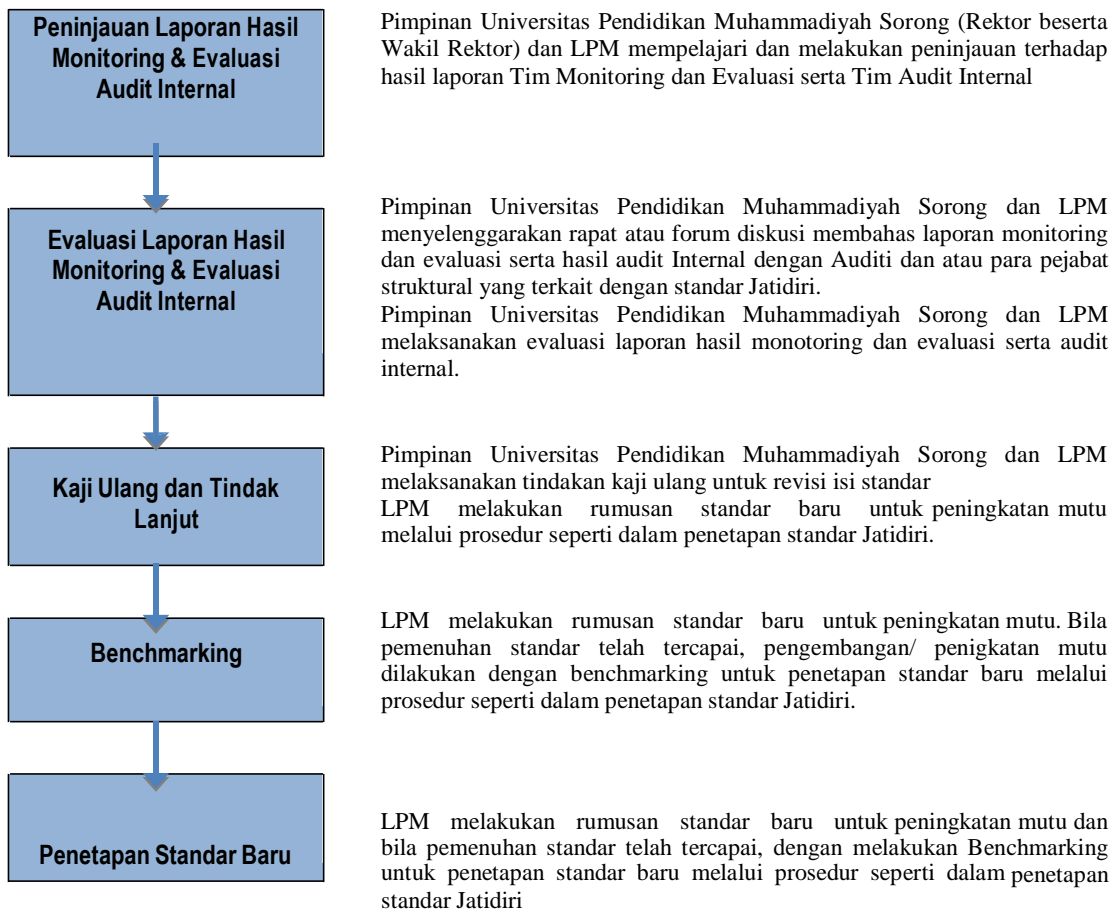 Peninjauan Laporan Hasil
Monitoring & Evaluasi
Audit Internal
Pimpinan Universitas Pendidikan Muhammadiyah Sorong (Rektor beserta
Wakil Rektor) dan LPM mempelajari dan melakukan peninjauan terhadap
hasil laporan Tim Monitoring dan Evaluasi serta Tim Audit Internal
Evaluasi Laporan Hasil
Monitoring & Evaluasi
Audit Internal
Pimpinan Universitas Pendidikan Muhammadiyah Sorong dan LPM
menyelenggarakan rapat atau forum diskusi membahas laporan monitoring
dan evaluasi serta hasil audit Internal dengan Auditi dan atau para pejabat
struktural yang terkait dengan standar Jatidiri.
Pimpinan Universitas Pendidikan Muhammadiyah Sorong dan LPM
melaksanakan evaluasi laporan hasil monotoring dan evaluasi serta audit
internal.
Kaji Ulang dan Tindak
Lanjut
Pimpinan Universitas Pendidikan Muhammadiyah Sorong dan LPM
melaksanakan tindakan kaji ulang untuk revisi isi standar
LPM melakukan rumusan standar baru untuk peningkatan mutu
melalui prosedur seperti dalam penetapan standar Jatidiri.
Benchmarking
LPM melakukan rumusan standar baru untuk peningkatan mutu. Bila
pemenuhan standar telah tercapai, pengembangan/ penigkatan mutu
dilakukan dengan benchmarking untuk penetapan standar baru melalui
prosedur seperti dalam penetapan standar Jatidiri.
Penetapan Standar Baru
LPM melakukan rumusan standar baru untuk peningkatan mutu dan
bila pemenuhan standar telah tercapai, dengan melakukan Benchmarking
untuk penetapan standar baru melalui prosedur seperti dalam penetapan
standar Jatidiri